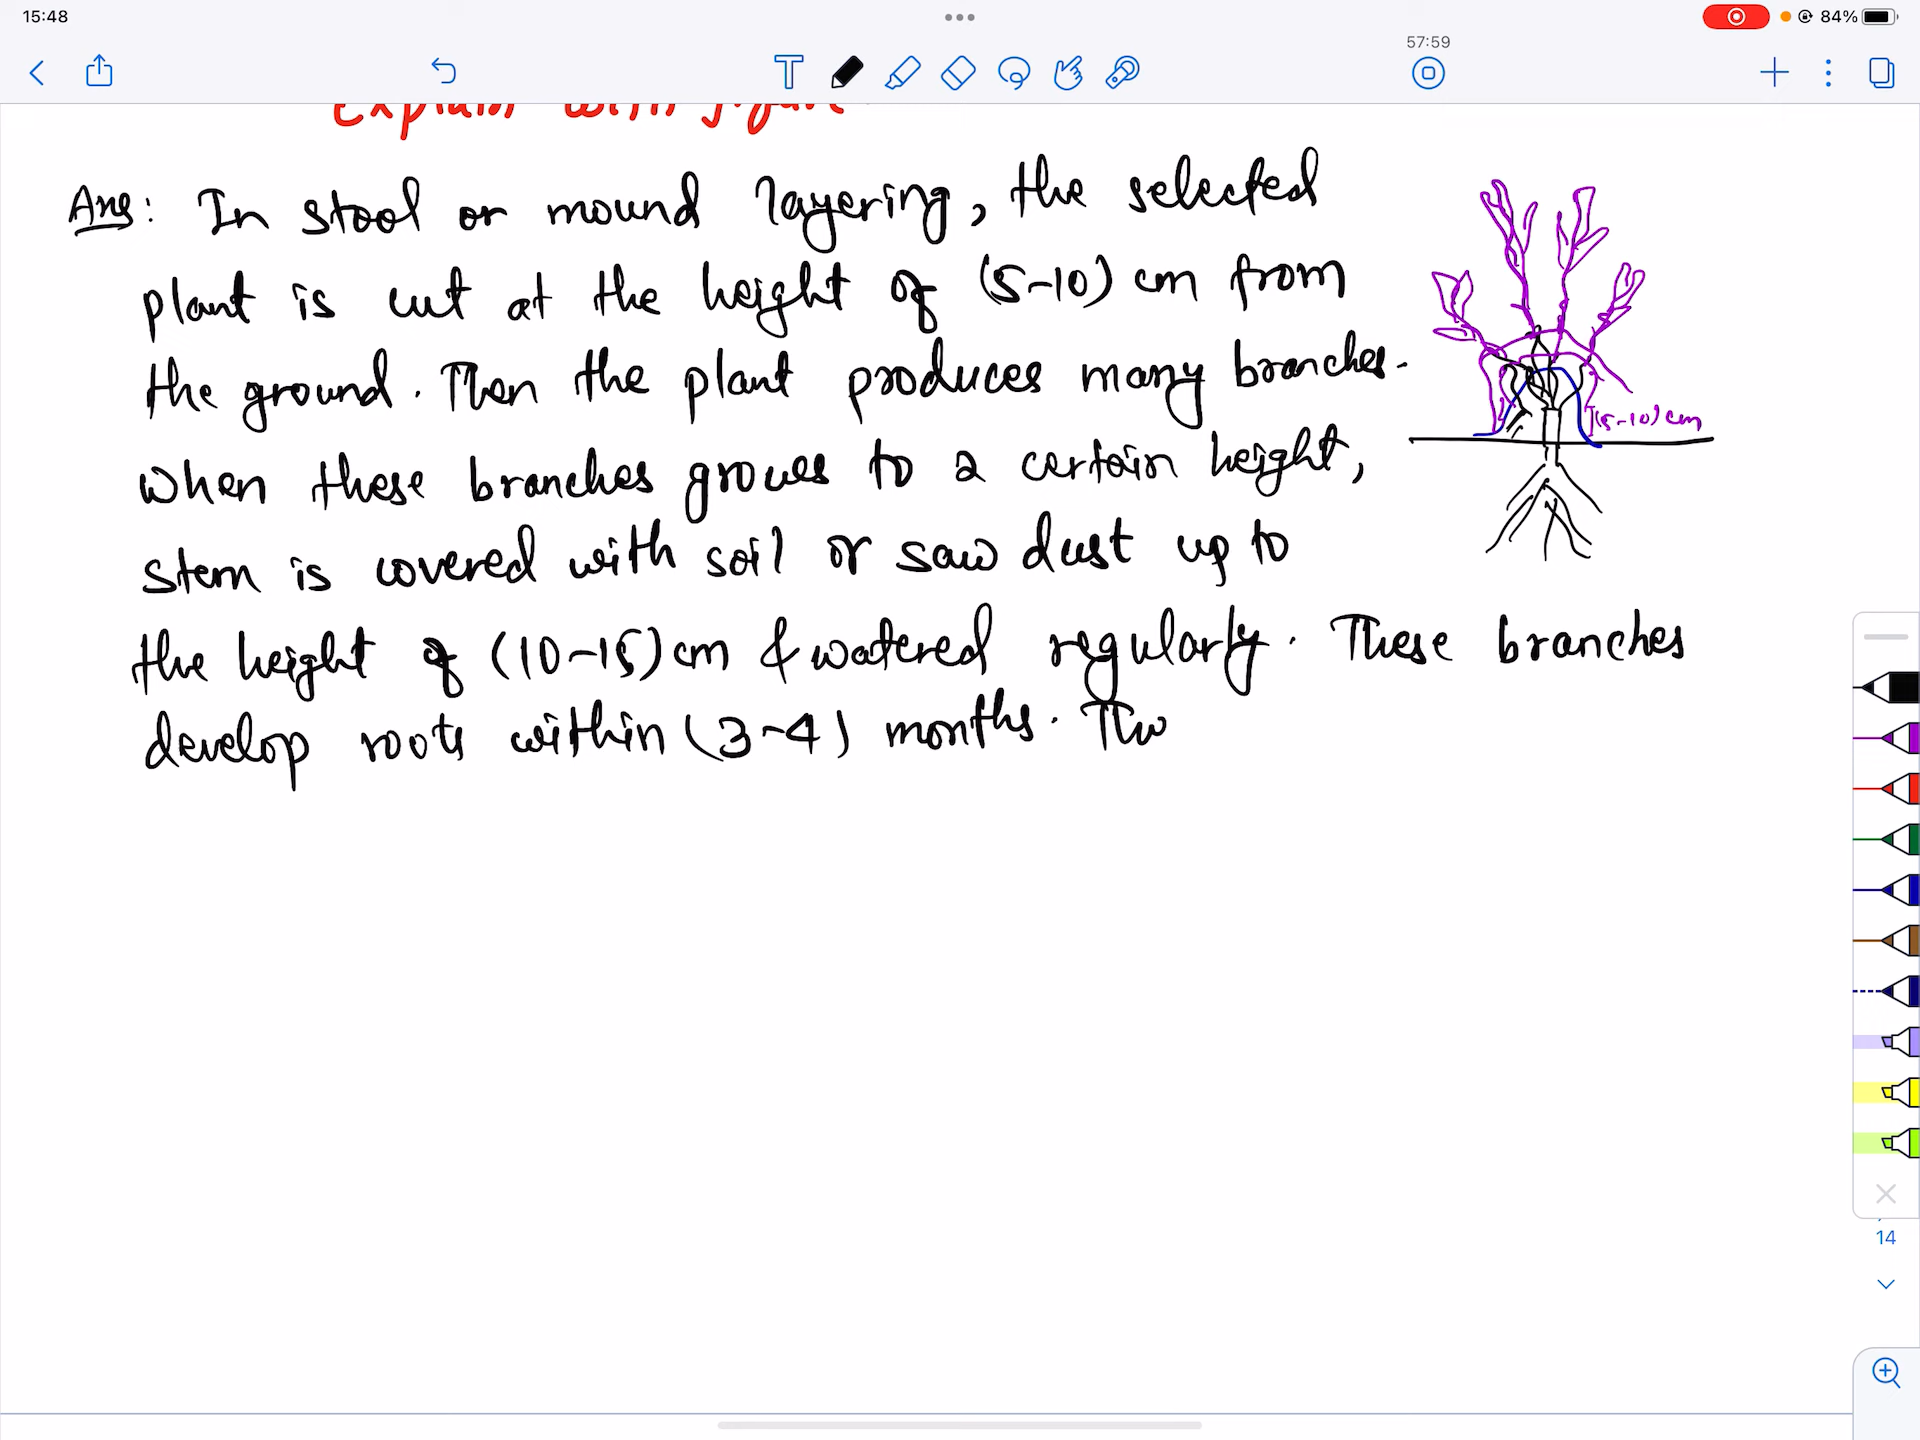 15:48
84%
57:59
Explain with figure.
Ans: In stool or mound layering, the selected
plant is cut at the height of (5-10) cm from
the ground. Then the plant produces many branches.
(5-10) cm
When these branches grows to a certain height,
stem is covered with soil or saw dust up to
the height of (10-15) cm & watered regularly. These branches
develop roots within (3-4) months.
14